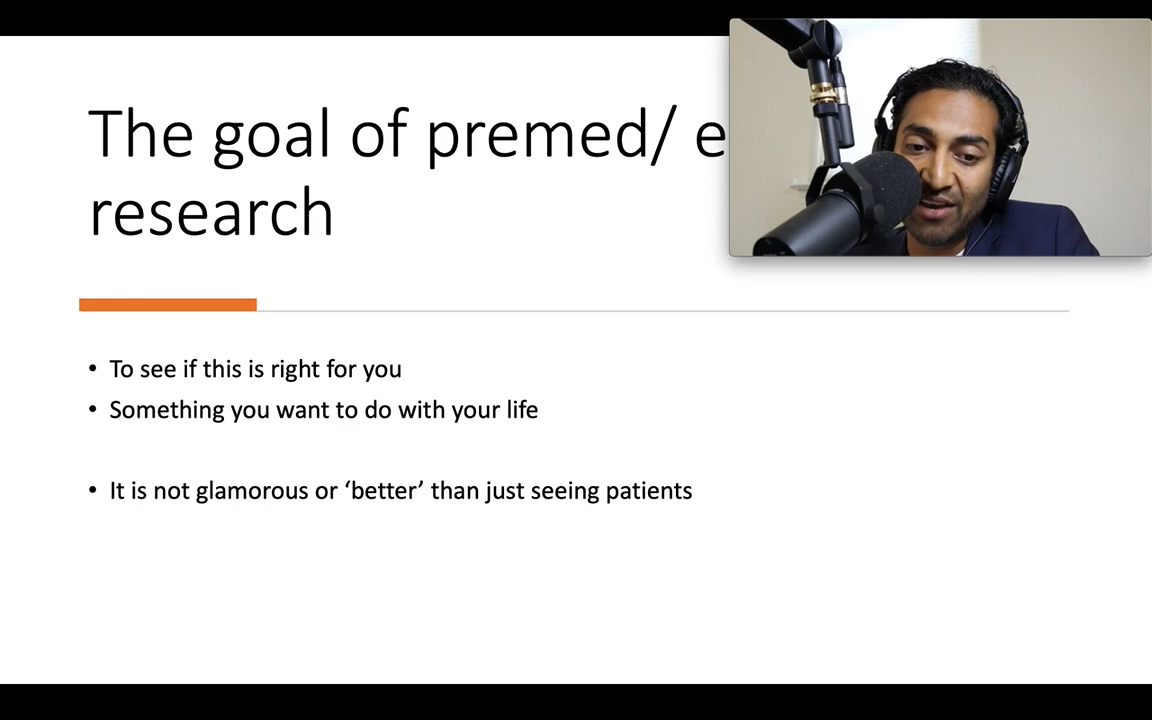 The goal of premed/ e
research
• To see if this is right for you
• Something you want to do with your life
• It is not glamorous or ‘better’ than just seeing patients